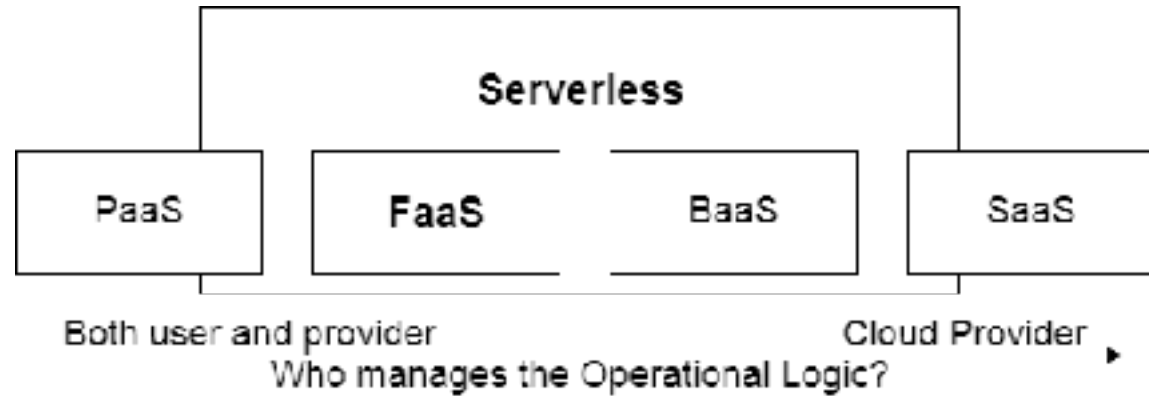 Serverless
PaaS FaaS BaaS SaaS
Both user and provider Cloud Provider
Who manages the Operational Logic?